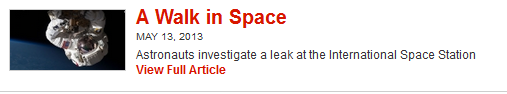 A Walk in Space
MAY 13, 2013
Astronauts investigate a leak at the International Space Station
View Full Article